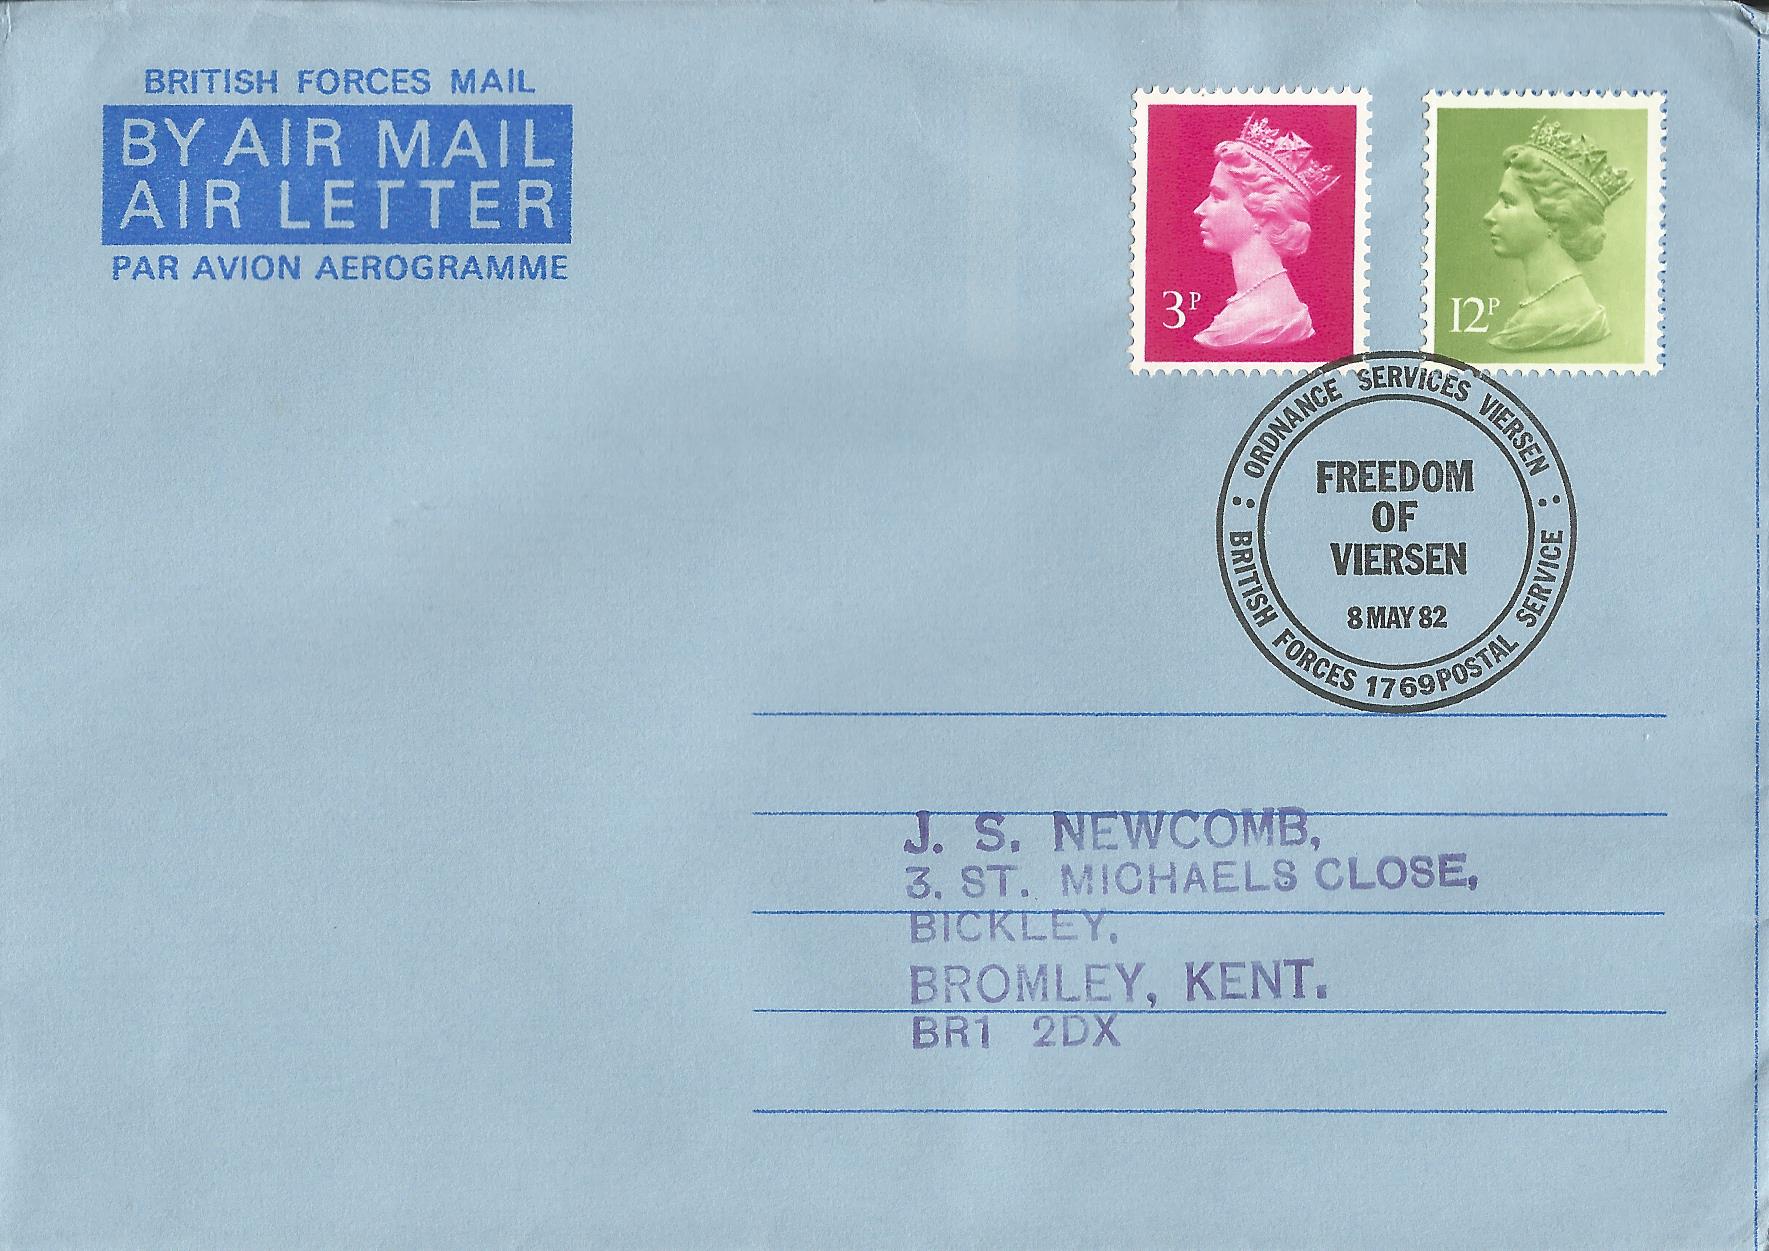 BRITISH FORCES MAIL
BY AIR MAIL
AIR LETTER
PAR AVION AEROGRAMME
3P
12P
ORDNANCE SERVICES VIERSEN
FREEDOM
OF
VIERSEN
8 MAY 82
BRITISH FORCES 1769 POSTAL SERVICE
J. S. NEWCOMB,
3. ST. MICHAELS CLOSE,
BICKLEY.
BROMLEY, KENT.
BR1 2DX